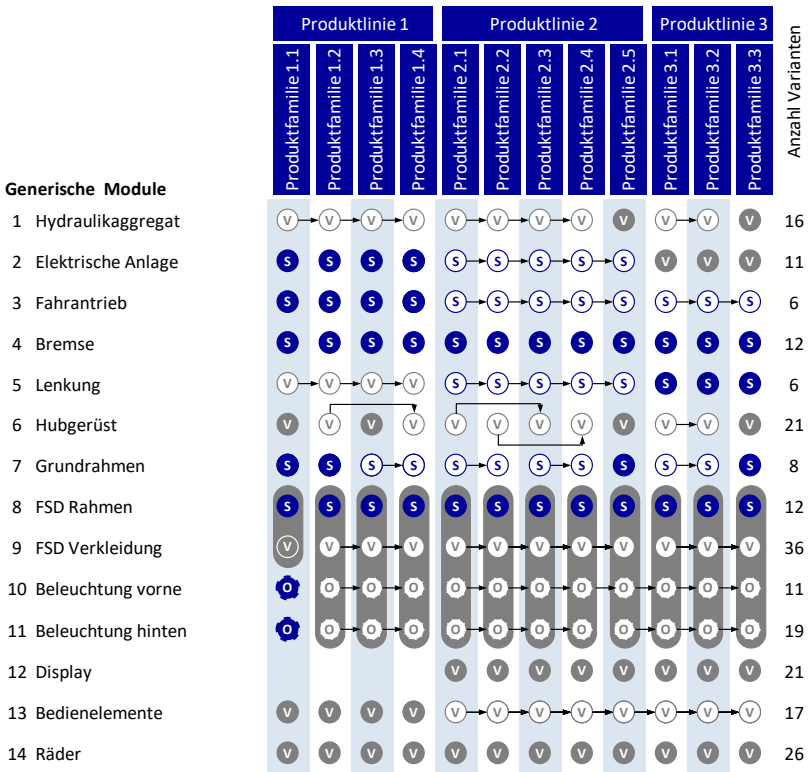 Produktlinie 1 Produktlinie 2 Produktlinie 3
Produktfamilie 1.1
Produktfamilie 1.2
Produktfamilie 1.3
Produktfamilie 1.4
Produktfamilie 2.1
Produktfamilie 2.2
Produktfamilie 2.3
Produktfamilie 2.4
Produktfamilie 2.5
Produktfamilie 3.1
Produktfamilie 3.2
Produktfamilie 3.3
Anzahl Varianten
Generische Module
1 Hydraulikaggregat V V V V V V V V V V V V 16
2 Elektrische Anlage S S S S S S S S S V V V 11
3 Fahrantrieb S S S S S S S S S S S S 6
4 Bremse S S S S S S S S S S S S 12
5 Lenkung V V V V S S S S S S S S 6
6 Hubgerüst V V V V V V V V V V V V 21
7 Grundrahmen S S S S S S S S S S S S 8
8 FSD Rahmen S S S S S S S S S S S S 12
9 FSD Verkleidung V V V V V V V V V V V V 36
10 Beleuchtung vorne O O O O O O O O O O O O 11
11 Beleuchtung hinten O O O O O O O O O O O O 19
12 Display V V V V V V V V 21
13 Bedienelemente V V V V V V V V V V V V 17
14 Räder V V V V V V V V V V V V 26